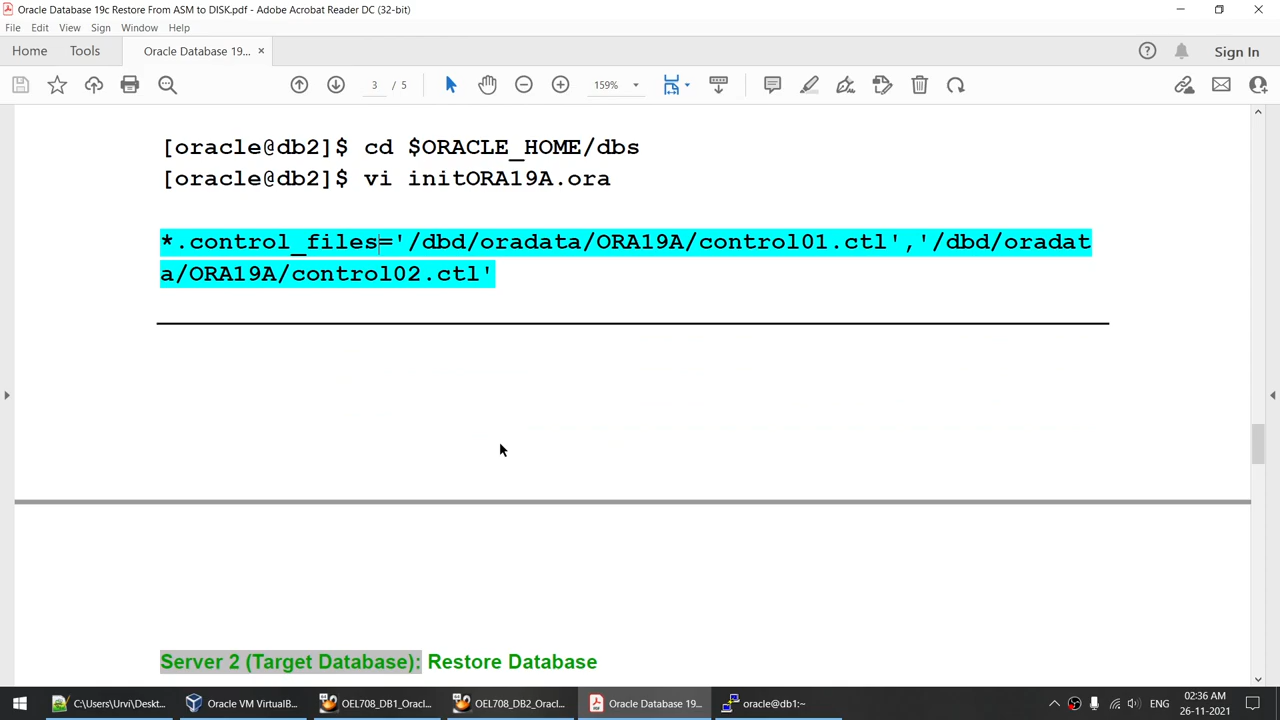 Oracle Database 19c Restore From ASM to DISK.pdf - Adobe Acrobat Reader DC (32-bit)
File Edit View Sign Window Help
Home Tools Oracle Database 19... × Sign In
3 / 5 159%
[oracle@db2]$ cd $ORACLE_HOME/dbs
[oracle@db2]$ vi initORA19A.ora
*.control_files='/dbd/oradata/ORA19A/control01.ctl','/dbd/oradat
a/ORA19A/control02.ctl'
Server 2 (Target Database): Restore Database
C:\Users\Urvi\Deskt... Oracle VM VirtualB... OEL708_DB1_Oracl... OEL708_DB2_Oracl... Oracle Database 19... oracle@db1:~ ENG 02:36 AM
26-11-2021